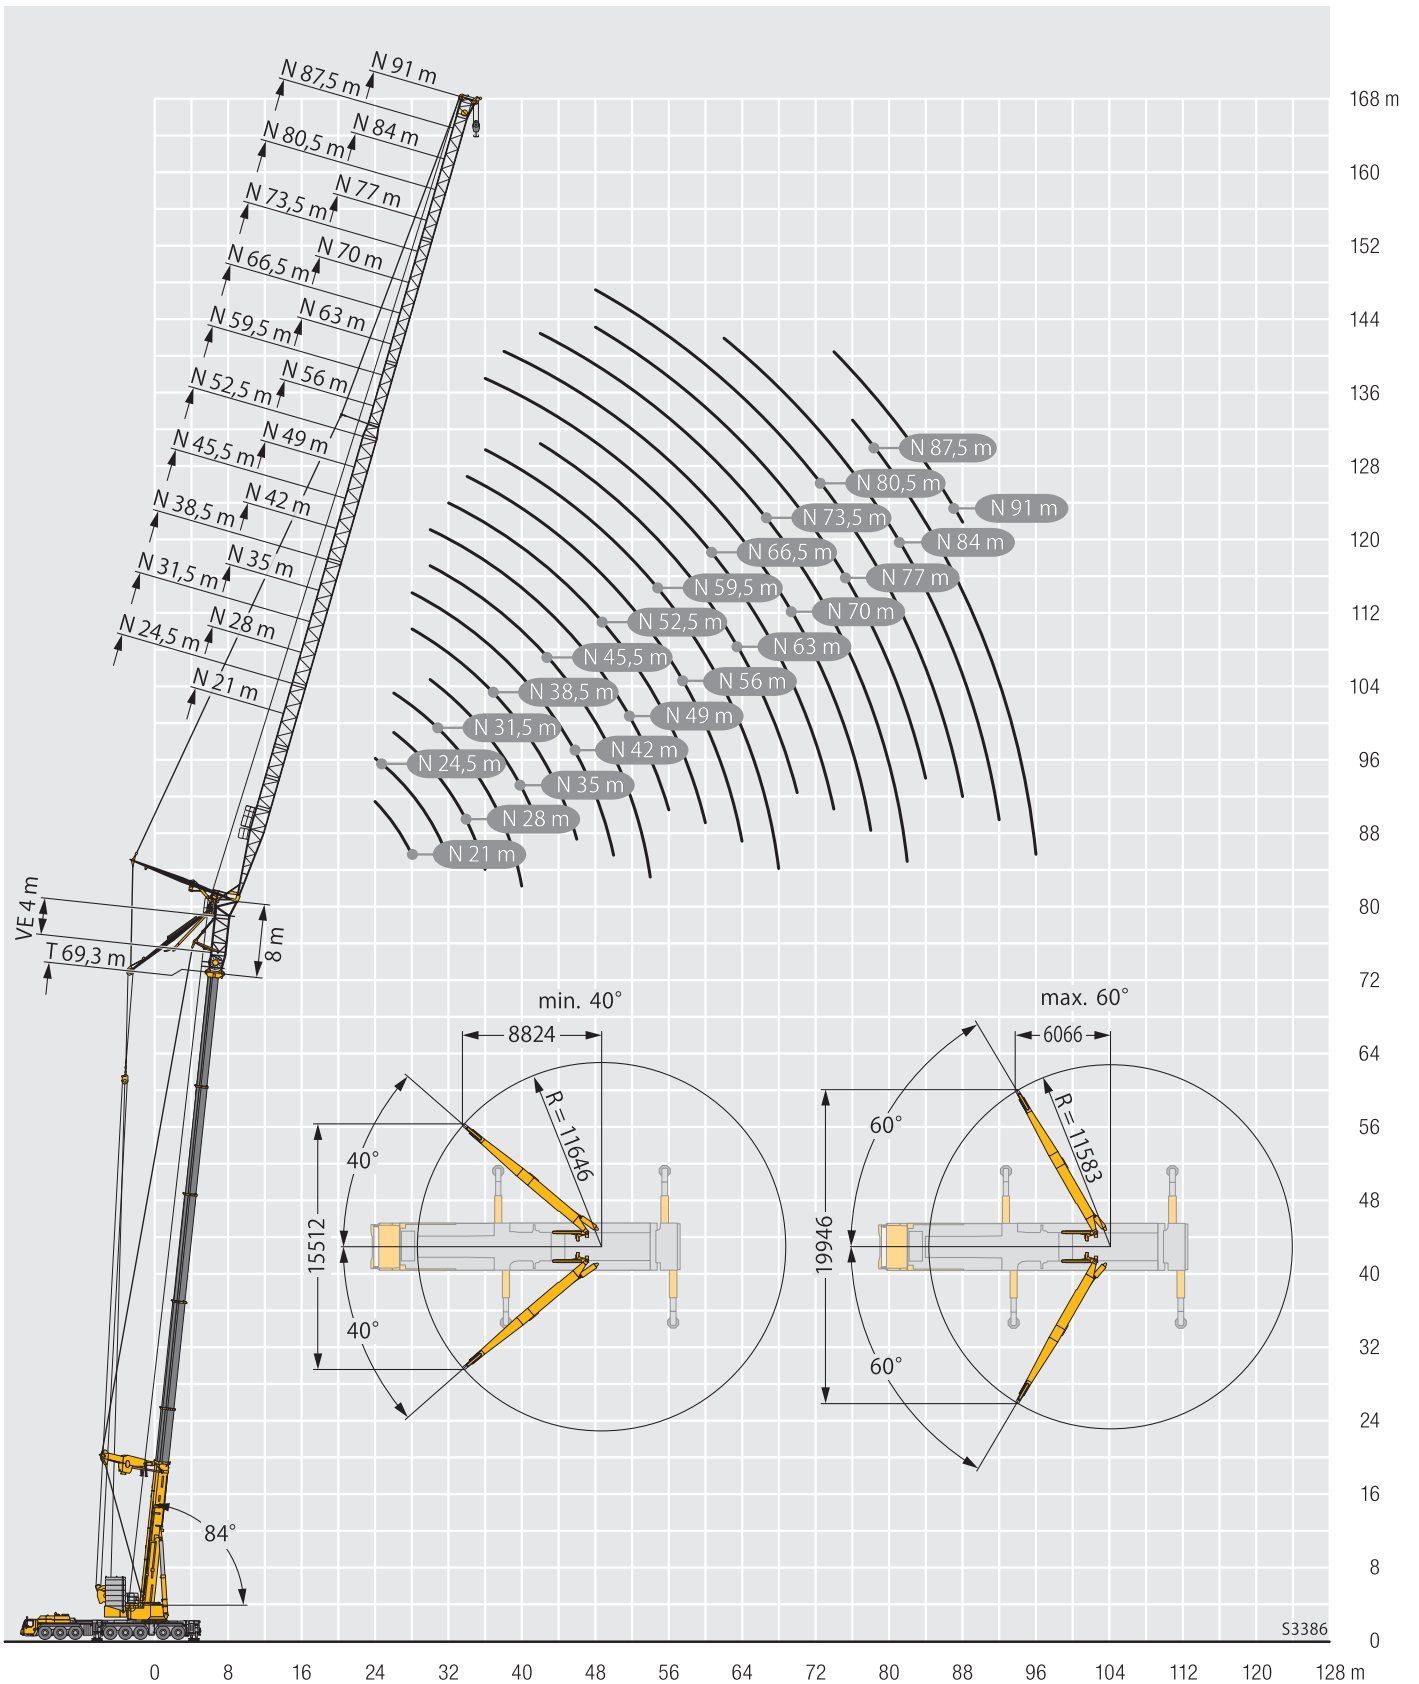 N 91 m
N 87,5 m
N 84 m
N 80,5 m
N 77 m
N 73,5 m
N 70 m
N 66,5 m
N 63 m
N 59,5 m
N 56 m
N 52,5 m
N 49 m
N 45,5 m
N 42 m
N 38,5 m
N 35 m
N 31,5 m
N 28 m
N 24,5 m
N 21 m
VE 4 m
T 69,3 m
8 m
84°
N 87,5 m
N 80,5 m
N 91 m
N 73,5 m
N 84 m
N 66,5 m
N 77 m
N 59,5 m
N 70 m
N 52,5 m
N 63 m
N 45,5 m
N 56 m
N 38,5 m
N 49 m
N 31,5 m
N 42 m
N 24,5 m
N 35 m
N 28 m
N 21 m
min. 40°
8824
R = 11646
40°
15512
40°
max. 60°
6066
R = 11583
60°
19946
60°
168 m
160
152
144
136
128
120
112
104
96
88
80
72
64
56
48
40
32
24
16
8
0
S3386
0 8 16 24 32 40 48 56 64 72 80 88 96 104 112 120 128 m